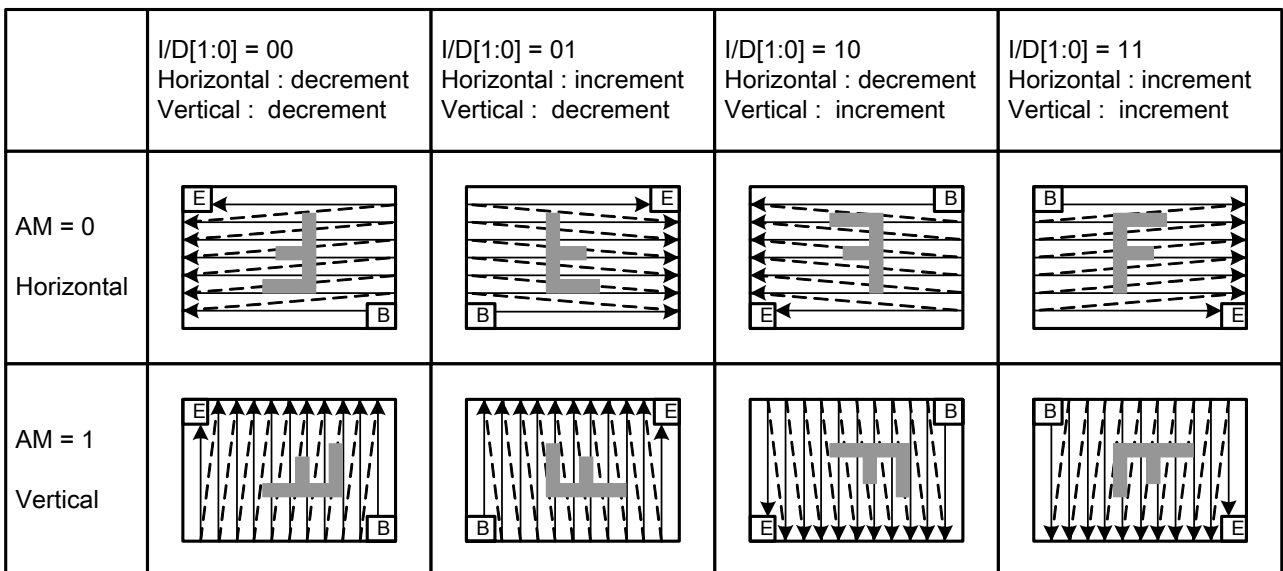 I/D[1:0] = 00
Horizontal : decrement
Vertical :  decrement
I/D[1:0] = 01
Horizontal : increment
Vertical :  decrement
I/D[1:0] = 10
Horizontal : decrement
Vertical :  increment
I/D[1:0] = 11
Horizontal : increment
Vertical :  increment
AM = 0
Horizontal
E
B
E
B
B
E
B
E
AM = 1
Vertical
E
B
E
B
B
E
B
E